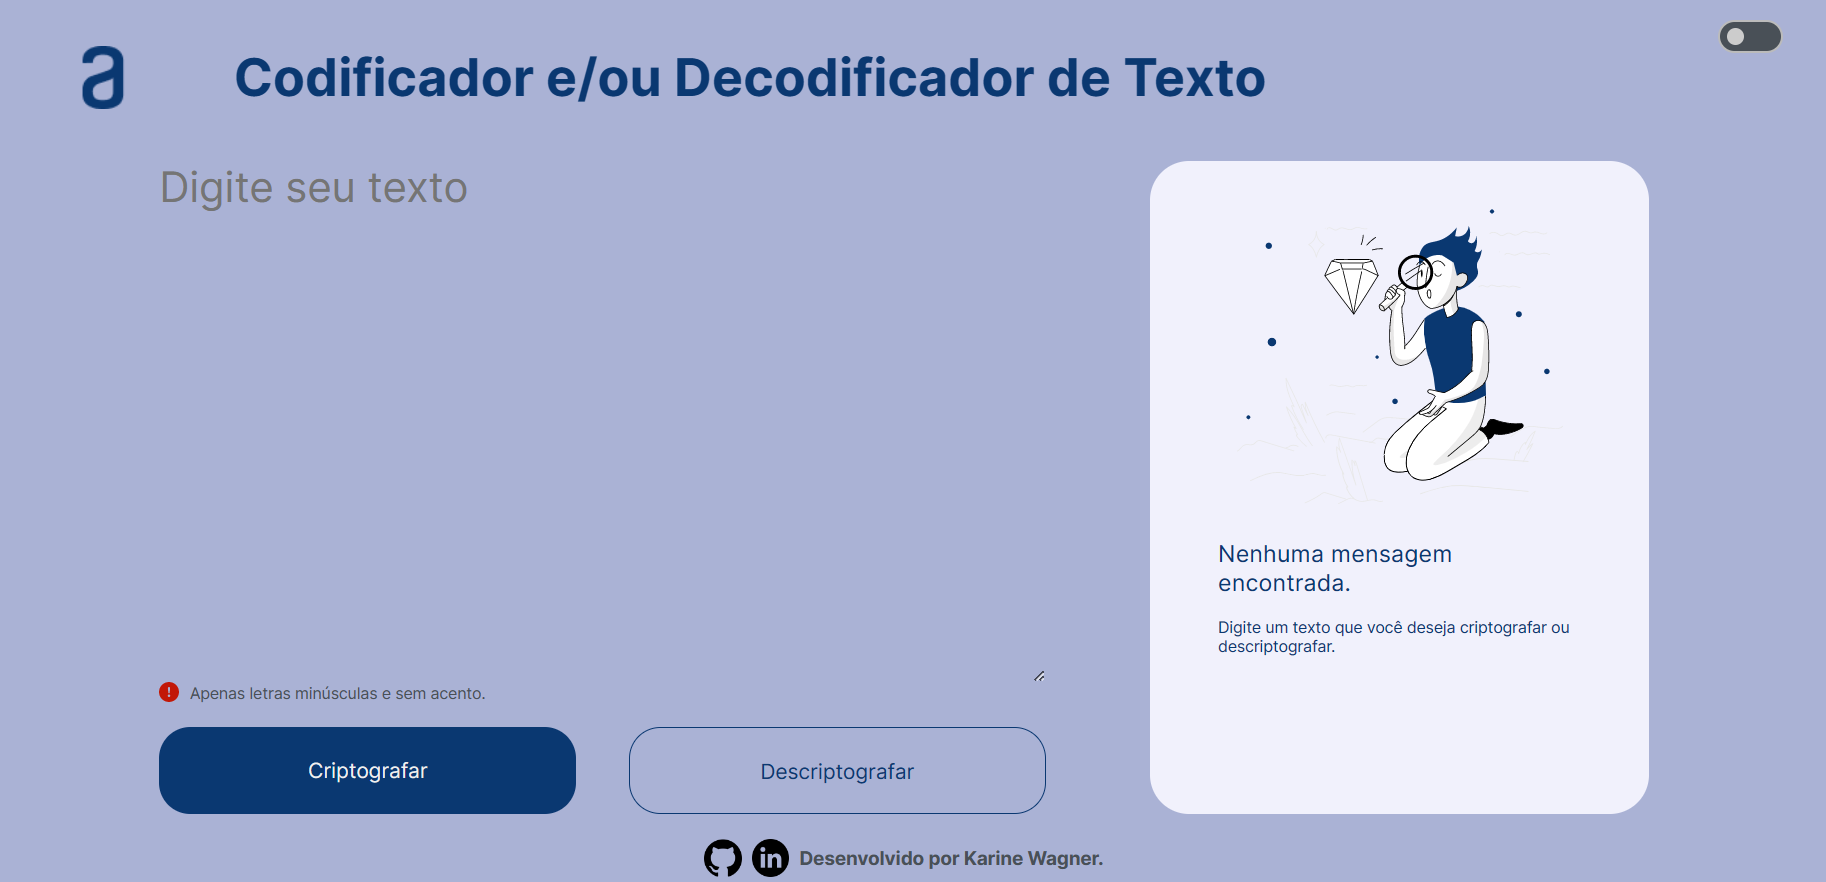 a
Codificador e/ou Decodificador de Texto
Digite seu texto
Nenhuma mensagem
encontrada.
Digite um texto que você deseja criptografar ou
descriptografar.
! Apenas letras minúsculas e sem acento.
Criptografar
Descriptografar
in Desenvolvido por Karine Wagner.